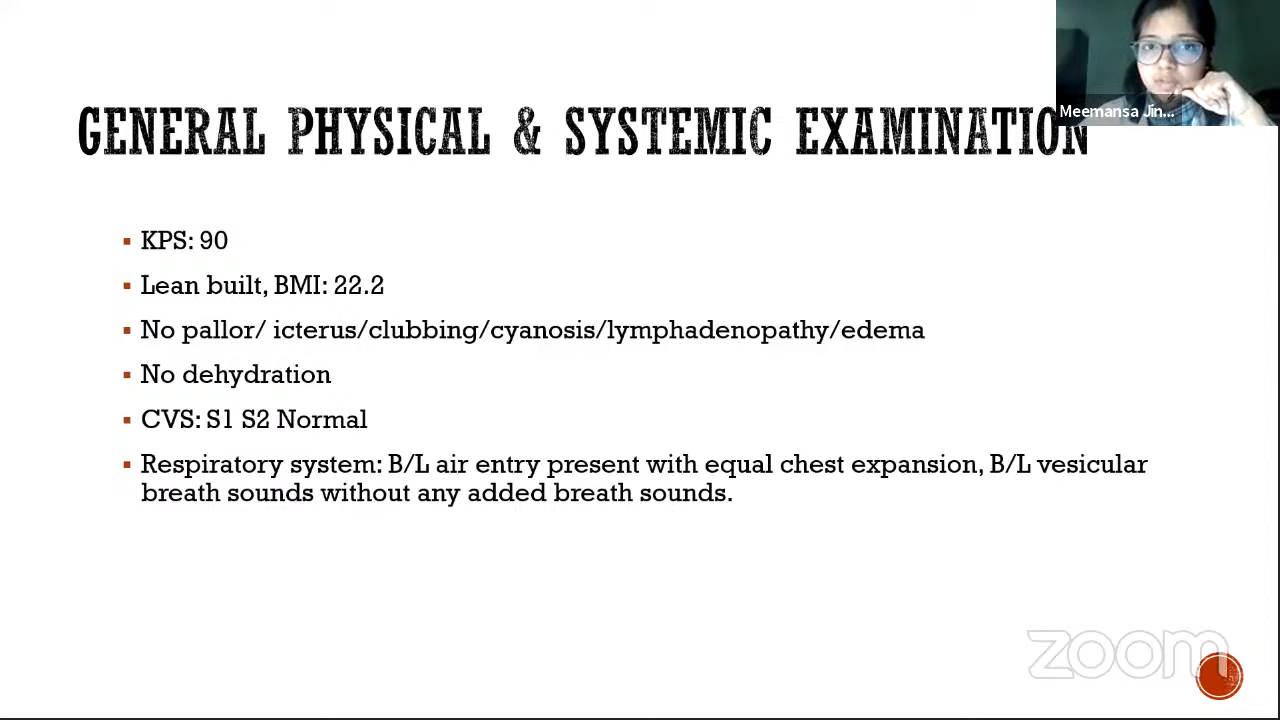 Meemansa Jin...
GENERAL PHYSICAL & SYSTEMIC EXAMINATION
▪ KPS: 90
▪ Lean built, BMI: 22.2
▪ No pallor/ icterus/clubbing/cyanosis/lymphadenopathy/edema
▪ No dehydration
▪ CVS: S1 S2 Normal
▪ Respiratory system: B/L air entry present with equal chest expansion, B/L vesicular
breath sounds without any added breath sounds.
zoom